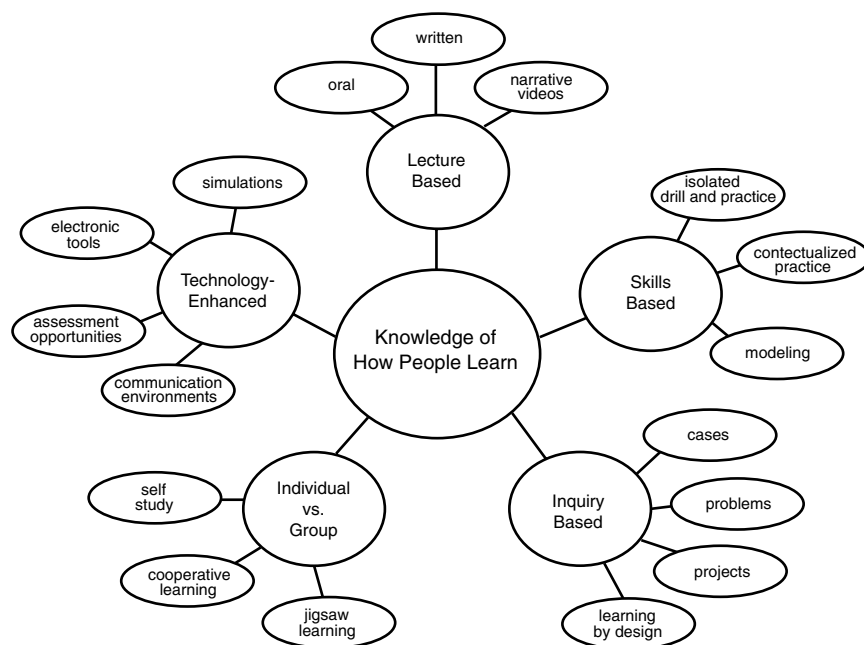 written
oral
narrative
videos
Lecture
Based
simulations
electronic
tools
Technology-
Enhanced
assessment
opportunities
communication
environments
isolated
drill and practice
contectualized
practice
Skills
Based
modeling
Knowledge of
How People Learn
self
study
Individual
vs.
Group
cooperative
learning
jigsaw
learning
cases
Inquiry
Based
problems
projects
learning
by design